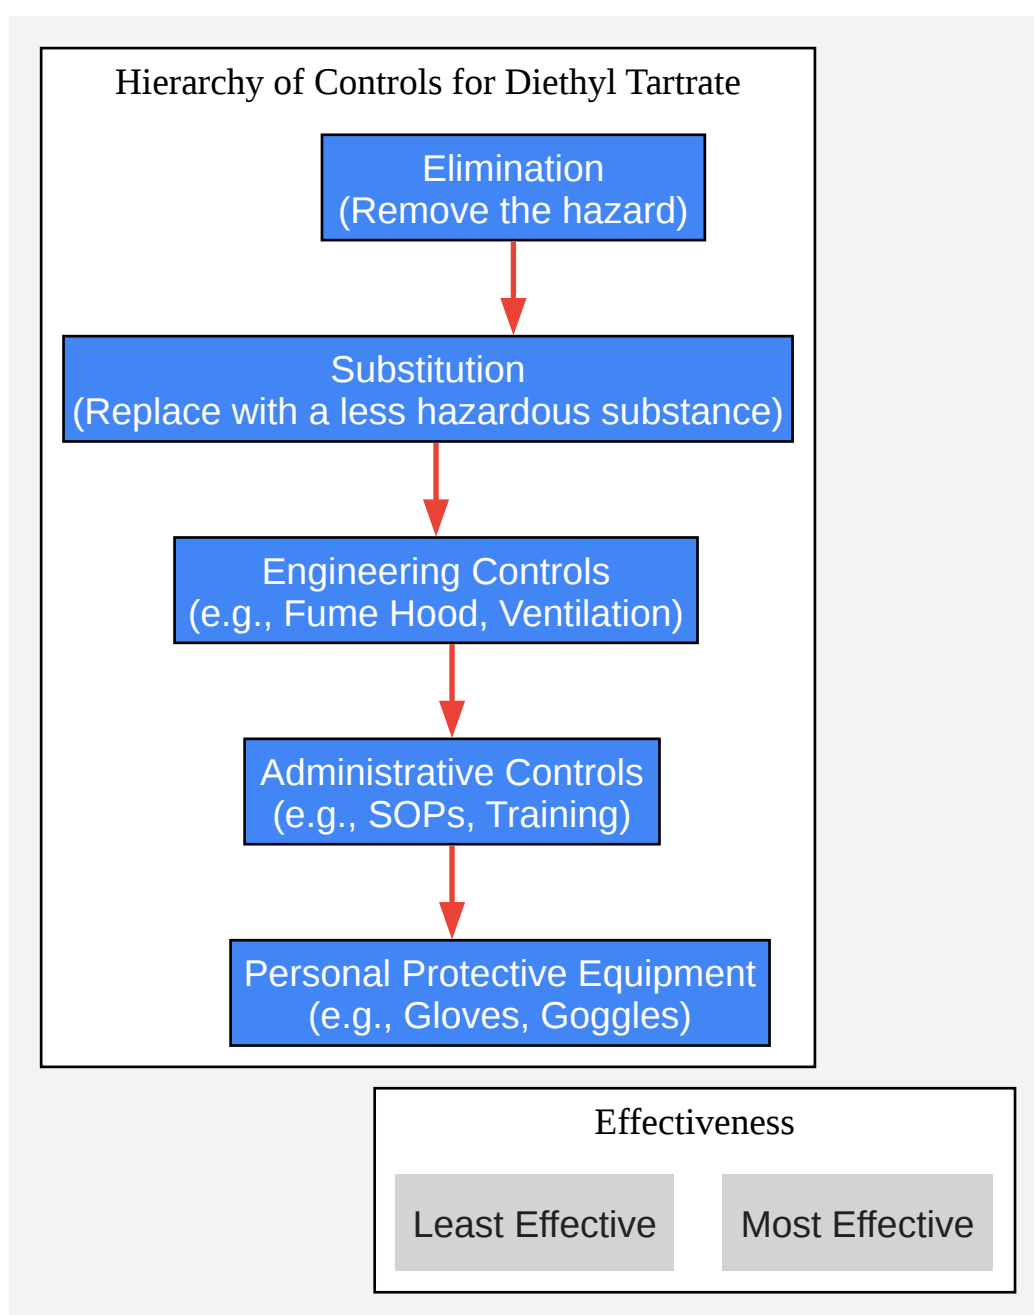 Hierarchy of Controls for Diethyl Tartrate
Elimination
(Remove the hazard)
Substitution
(Replace with a less hazardous substance)
Engineering Controls
(e.g., Fume Hood, Ventilation)
Administrative Controls
(e.g., SOPs, Training)
Personal Protective Equipment
(e.g., Gloves, Goggles)
Effectiveness
Least Effective
Most Effective